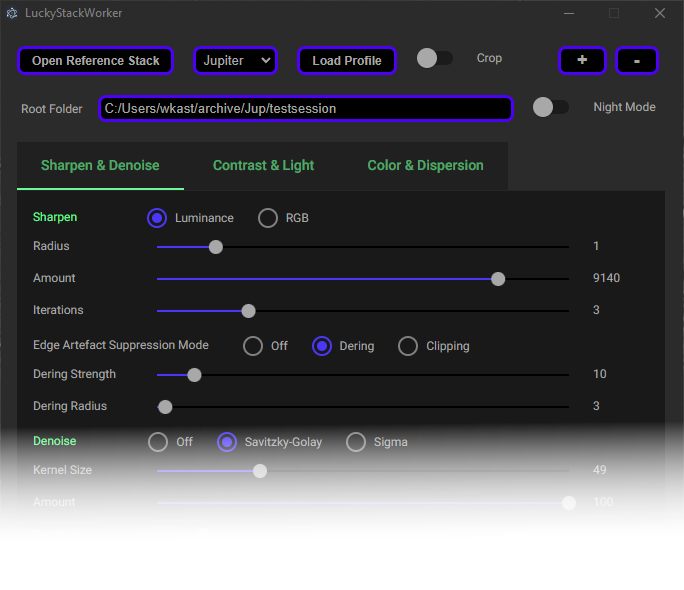 LuckyStackWorker
Open Reference Stack Jupiter Load Profile Crop + -
Root Folder C:/Users/wkast/archive/Jup/testsession Night Mode
Sharpen & Denoise Contrast & Light Color & Dispersion
Sharpen Luminance RGB
Radius 1
Amount 9140
Iterations 3
Edge Artefact Suppression Mode Off Dering Clipping
Dering Strength 10
Dering Radius 3
Denoise Off Savitzky-Golay Sigma
Kernel Size 49
Amount 100